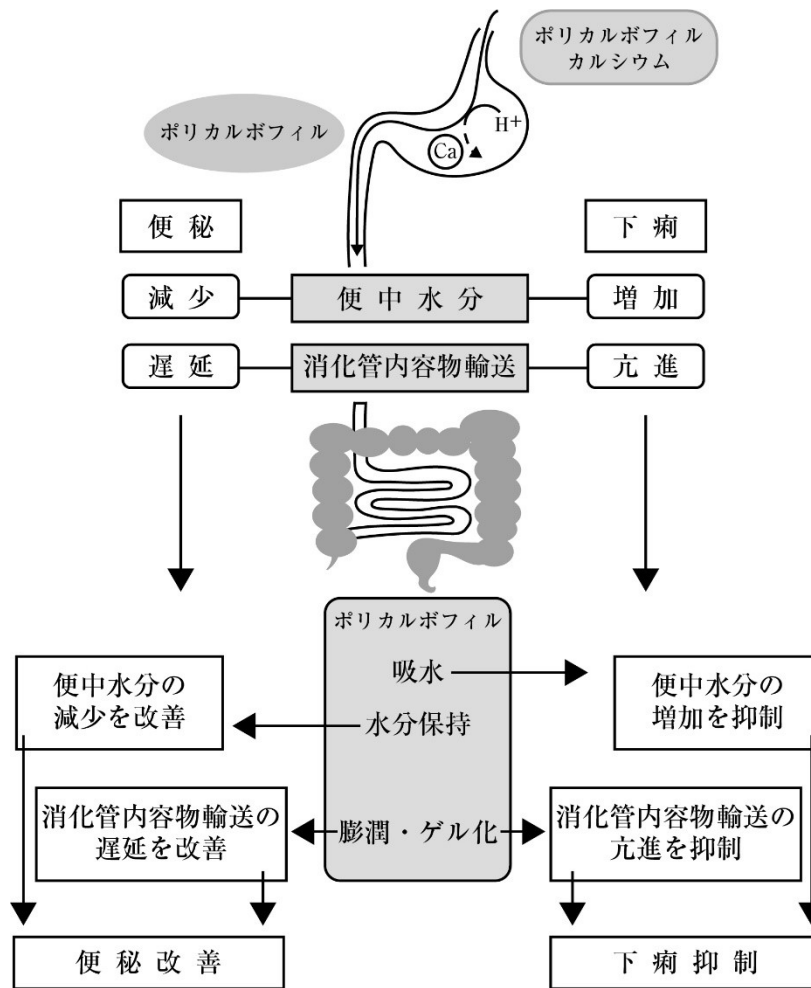 ポリカルボフィル
カルシウム
ポリカルボフィル
H+
Ca
便秘
下痢
減少
便中水分
増加
遅延
消化管内容物輸送
亢進
ポリカルボフィル
吸水
水分保持
膨潤・ゲル化
便中水分の
減少を改善
便中水分の
増加を抑制
消化管内容物輸送の
遅延を改善
消化管内容物輸送の
亢進を抑制
便秘改善
下痢抑制